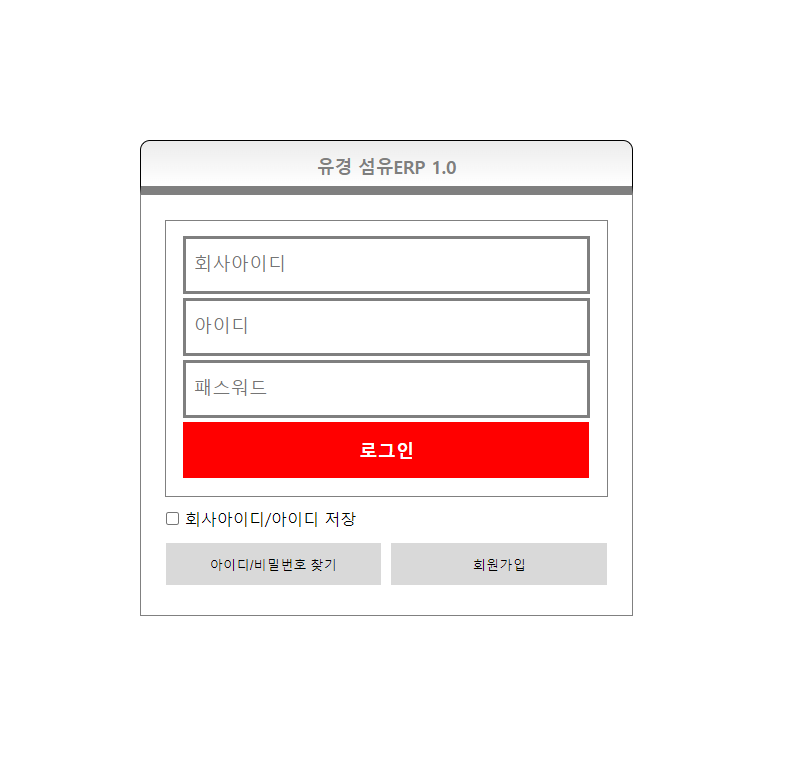 유경 섬유ERP 1.0
회사아이디
아이디
패스워드
로그인
회사아이디/아이디 저장
아이디/비밀번호 찾기
회원가입